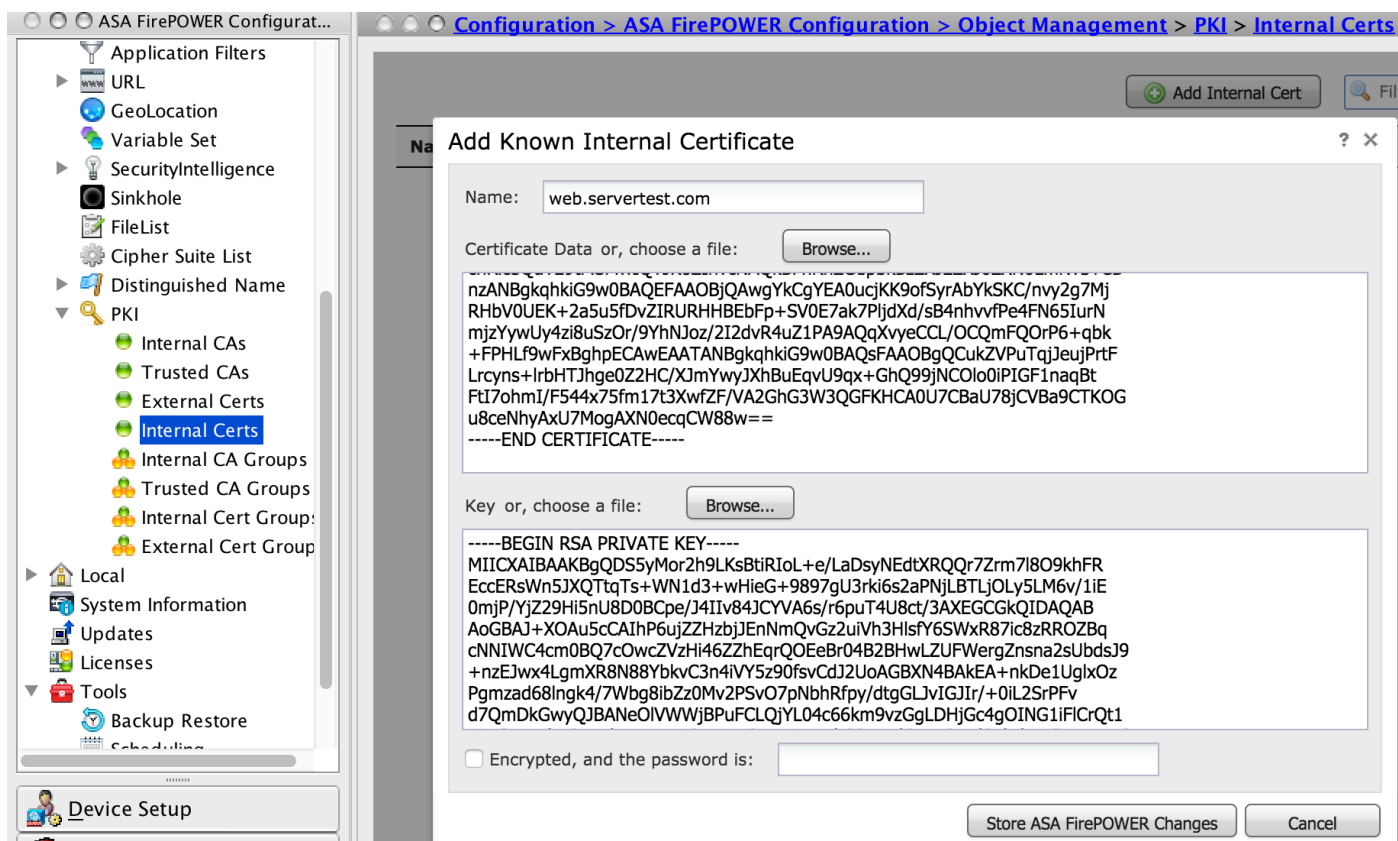 ASA FirePOWER Configurat...
Application Filters
URL
GeoLocation
Variable Set
SecurityIntelligence
Sinkhole
FileList
Cipher Suite List
Distinguished Name
PKI
Internal CAs
Trusted CAs
External Certs
Internal Certs
Internal CA Groups
Trusted CA Groups
Internal Cert Groups
External Cert Group
Local
System Information
Updates
Licenses
Tools
Backup Restore
Scheduling
Device Setup
Configuration > ASA FirePOWER Configuration > Object Management > PKI > Internal Certs
Add Internal Cert
Fil
Na
Add Known Internal Certificate
? ×
Name: web.servertest.com
Certificate Data or, choose a file: Browse...
nzANBgkqhkiG9w0BAQEFAAOBjQAwgYkCgYEA0ucjKK9ofSyrAbYkSKC/nvy2g7Mj
RHbV0UEK+2a5u5fDvZIRURHHBEbFp+SV0E7ak7PljdXd/sB4nhvvfPe4FN65IurN
mjzYywUy4zi8uSzOr/9YhNJoz/2I2dvR4uZ1PA9AQqXvyeCCL/OCQmFQOrP6+qbk
+FPHLf9wFxBghpECAwEAATANBgkqhkiG9w0BAQsFAAOBgQCukZVPuTqjJeujPrtF
Lrcyns+lrbHTJhge0Z2HC/XJmYwyJXhBuEqvU9qx+GhQ99jNCOlo0iPIGF1naqBt
FtI7ohmI/F544x75fm17t3XwfZF/VA2GhG3W3QGFKHCA0U7CBaU78jCVBa9CTKOG
u8ceNhyAxU7MogAXN0ecqCW88w==
-----END CERTIFICATE-----
Key or, choose a file: Browse...
-----BEGIN RSA PRIVATE KEY-----
MIICXAIBAAKBgQDS5yMor2h9LKsBtiRIoL+e/LaDsyNEdtXRQQr7Zrm7l8O9khFR
EccERsWn5JXQTtqTs+WN1d3+wHieG+9897gU3rki6s2aPNjLBTLjOLy5LM6v/1iE
0mjP/YjZ29Hi5nU8D0BCpe/J4IIv84JCYVA6s/r6puT4U8ct/3AXEGCGkQIDAQAB
AoGBAJ+XOAu5cCAIhP6ujZZHzbjJEnNmQvGz2uiVh3HlsfY6SWxR87ic8zRROZBq
cNNIWC4cm0BQ7cOwcZVzHi46ZZhEqrQOEeBr04B2BHwLZUFWergZnsna2sUbdsJ9
+nzEJwx4LgmXR8N88YbkvC3n4iVY5z90fsvCdJ2UoAGBXN4BAkEA+nkDe1UglxOz
Pgmzad68lngk4/7Wbg8ibZz0Mv2PSvO7pNbhRfpy/dtgGLJvIGJIr/+0iL2SrPFv
d7QmDkGwyQJBANeOlVWWjBPuFCLQjYL04c66km9vzGgLDHjGc4gOING1iFlCrQt1
Encrypted, and the password is:
Store ASA FirePOWER Changes
Cancel